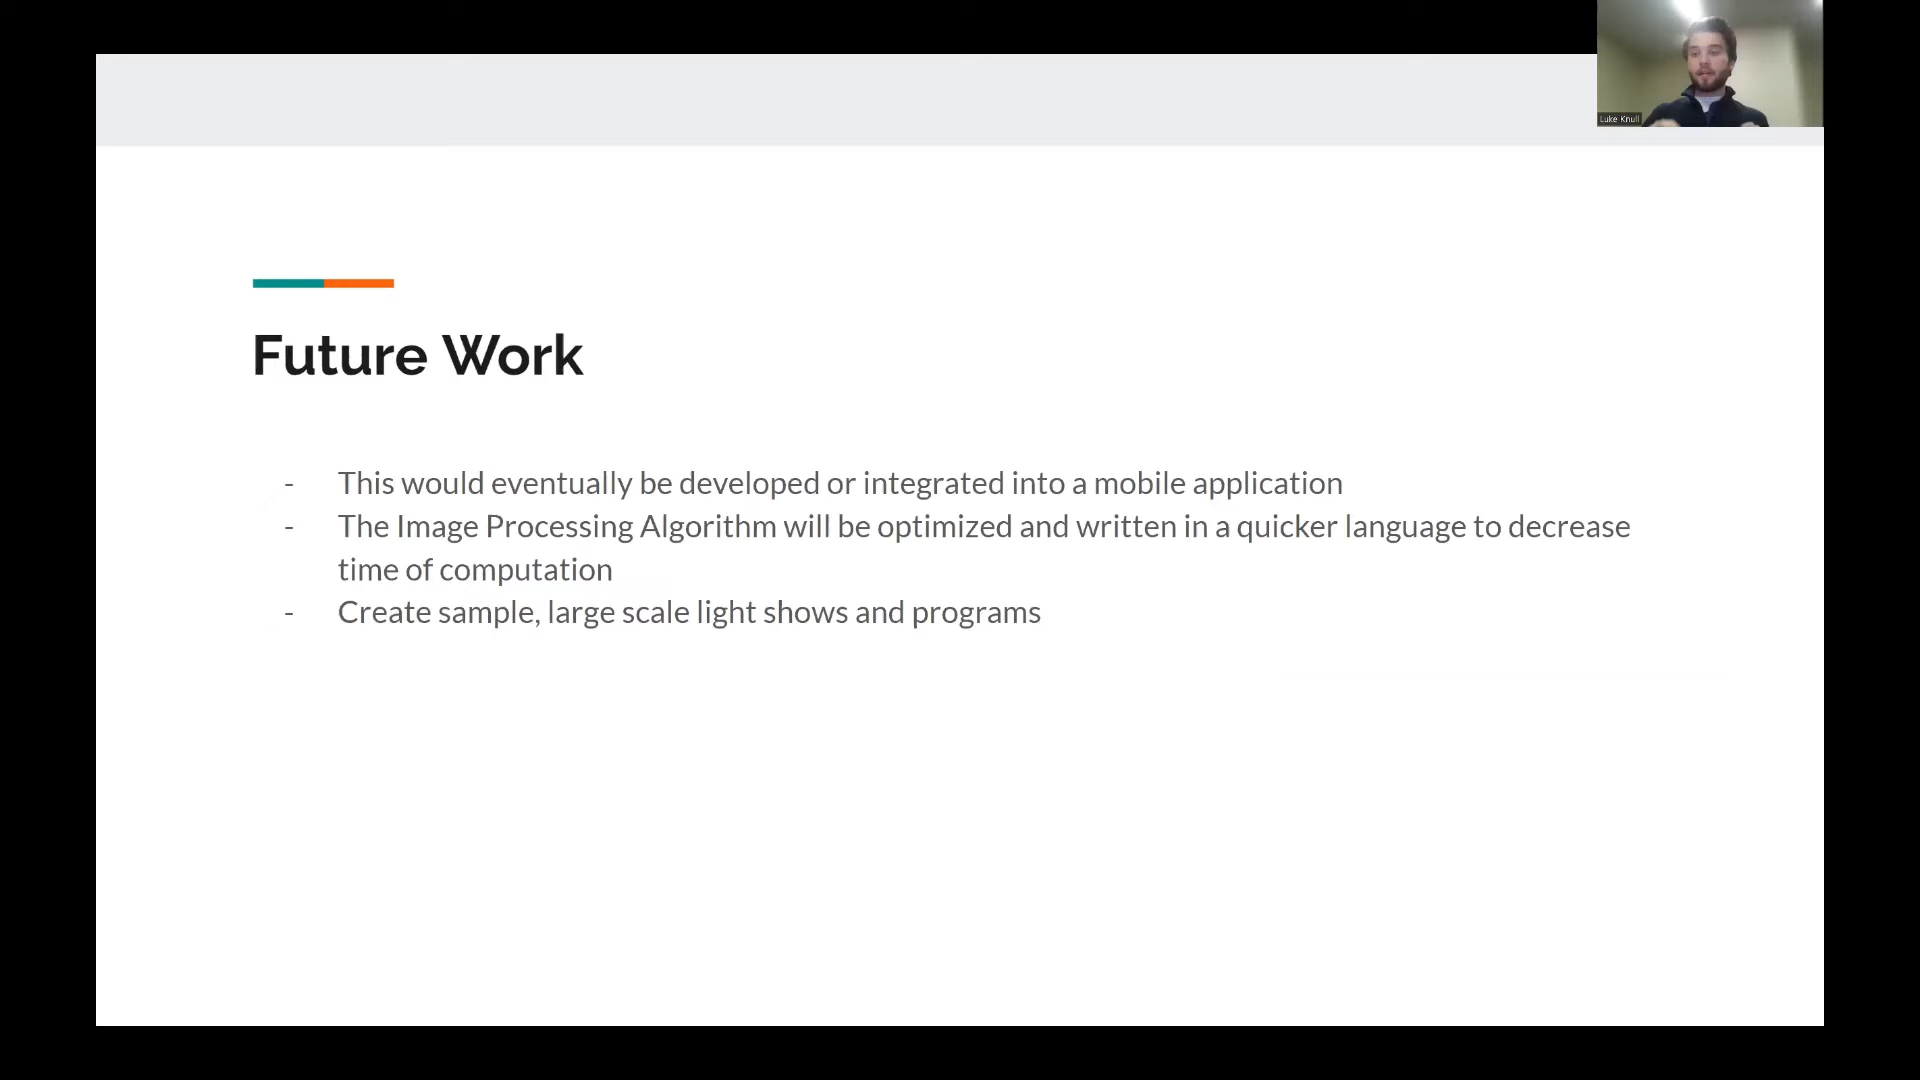 Luke Knull
Future Work
- This would eventually be developed or integrated into a mobile application
- The Image Processing Algorithm will be optimized and written in a quicker language to decrease
time of computation
- Create sample, large scale light shows and programs